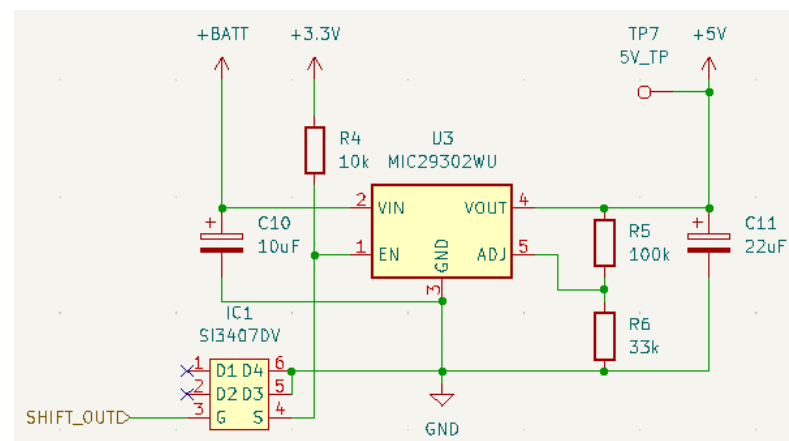 +BATT +3.3V TP7 +5V
5V_TP
R4
10k
U3
MIC29302WU
2 VIN VOUT 4
1 EN GND ADJ 5
3
+ C10
10uF
R5
100k
+ C11
22uF
R6
33k
IC1
SI3407DV
1 D1 D4 6
2 D2 D3 5
3 G S 4
SHIFT_OUT
GND